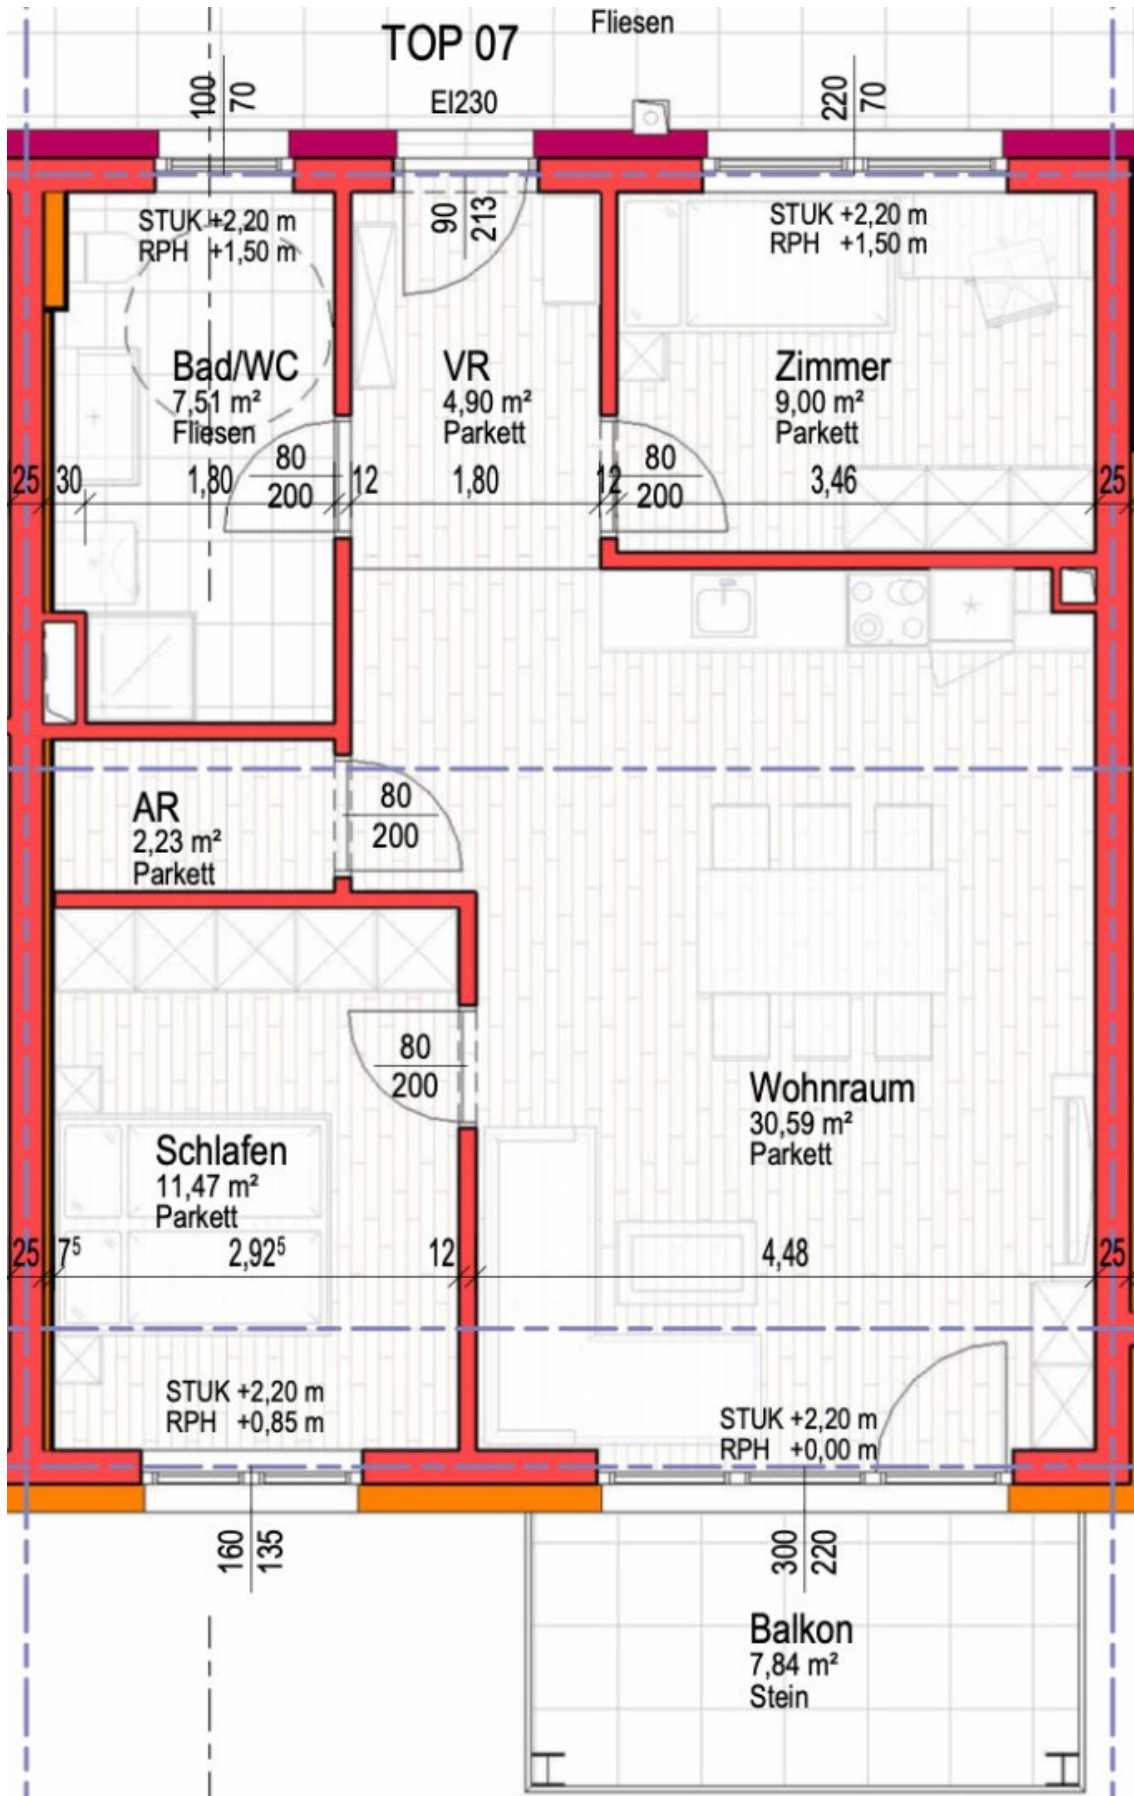 Fliesen
TOP 07
100
70
EI230
220
70
STUK +2,20 m
RPH +1,50 m
90
213
STUK +2,20 m
RPH +1,50 m
Bad/WC
7,51 m²
Fliesen
VR
4,90 m²
Parkett
Zimmer
9,00 m²
Parkett
80
200
80
200
25 30 1,80 12 1,80 12 3,46 25
AR
2,23 m²
Parkett
80
200
80
200
Wohnraum
30,59 m²
Parkett
Schlafen
11,47 m²
Parkett
25 7⁵ 2,92⁵ 12 4,48 25
STUK +2,20 m
RPH +0,85 m
STUK +2,20 m
RPH +0,00 m
160
135
300
220
Balkon
7,84 m²
Stein